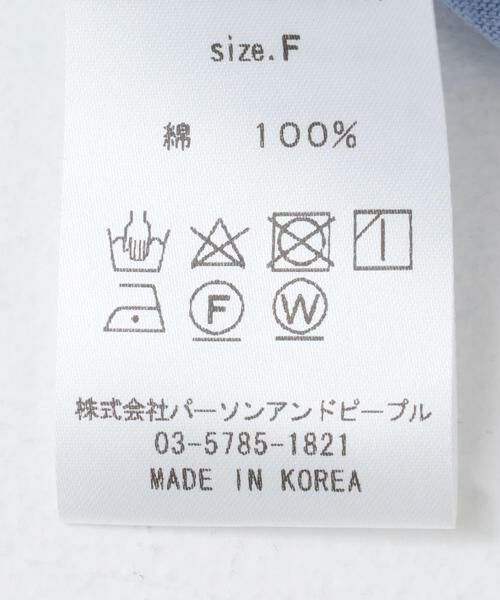 size.F
綿 100%
F W
株式会社パーソンアンドピープル
03-5785-1821
MADE IN KOREA